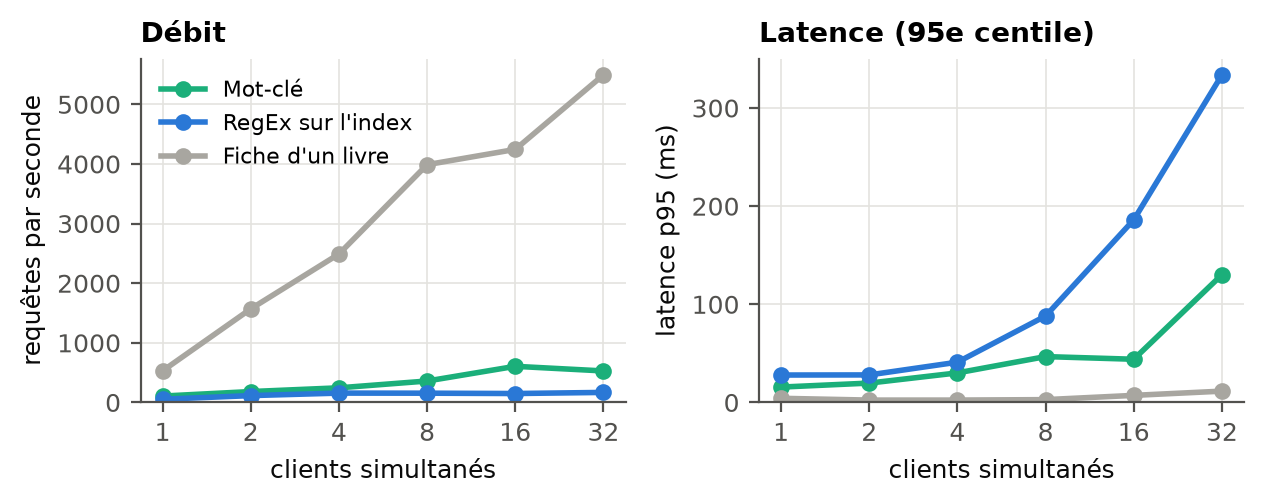 Débit
Mot-clé
RegEx sur l'index
Fiche d'un livre
requêtes par seconde
5000
4000
3000
2000
1000
0
1 2 4 8 16 32
clients simultanés
Latence (95e centile)
latence p95 (ms)
300
200
100
0
1 2 4 8 16 32
clients simultanés